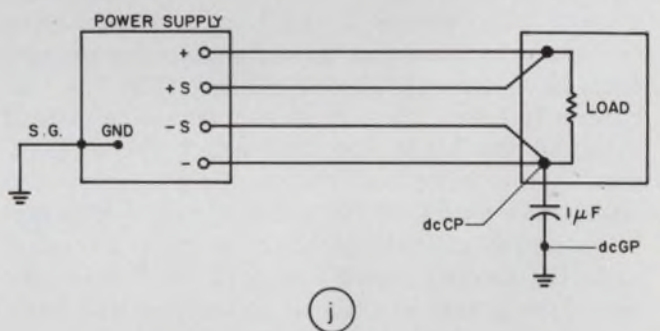 POWER SUPPLY
+
+S
S.G.
GND
-S
-
LOAD
dcCP
1μF
dcGP
j